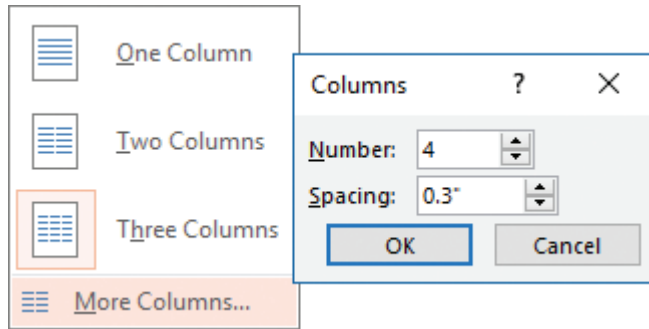 One Column
Two Columns
Three Columns
More Columns...
Columns ?
Number: 4
Spacing: 0.3"
OK Cancel